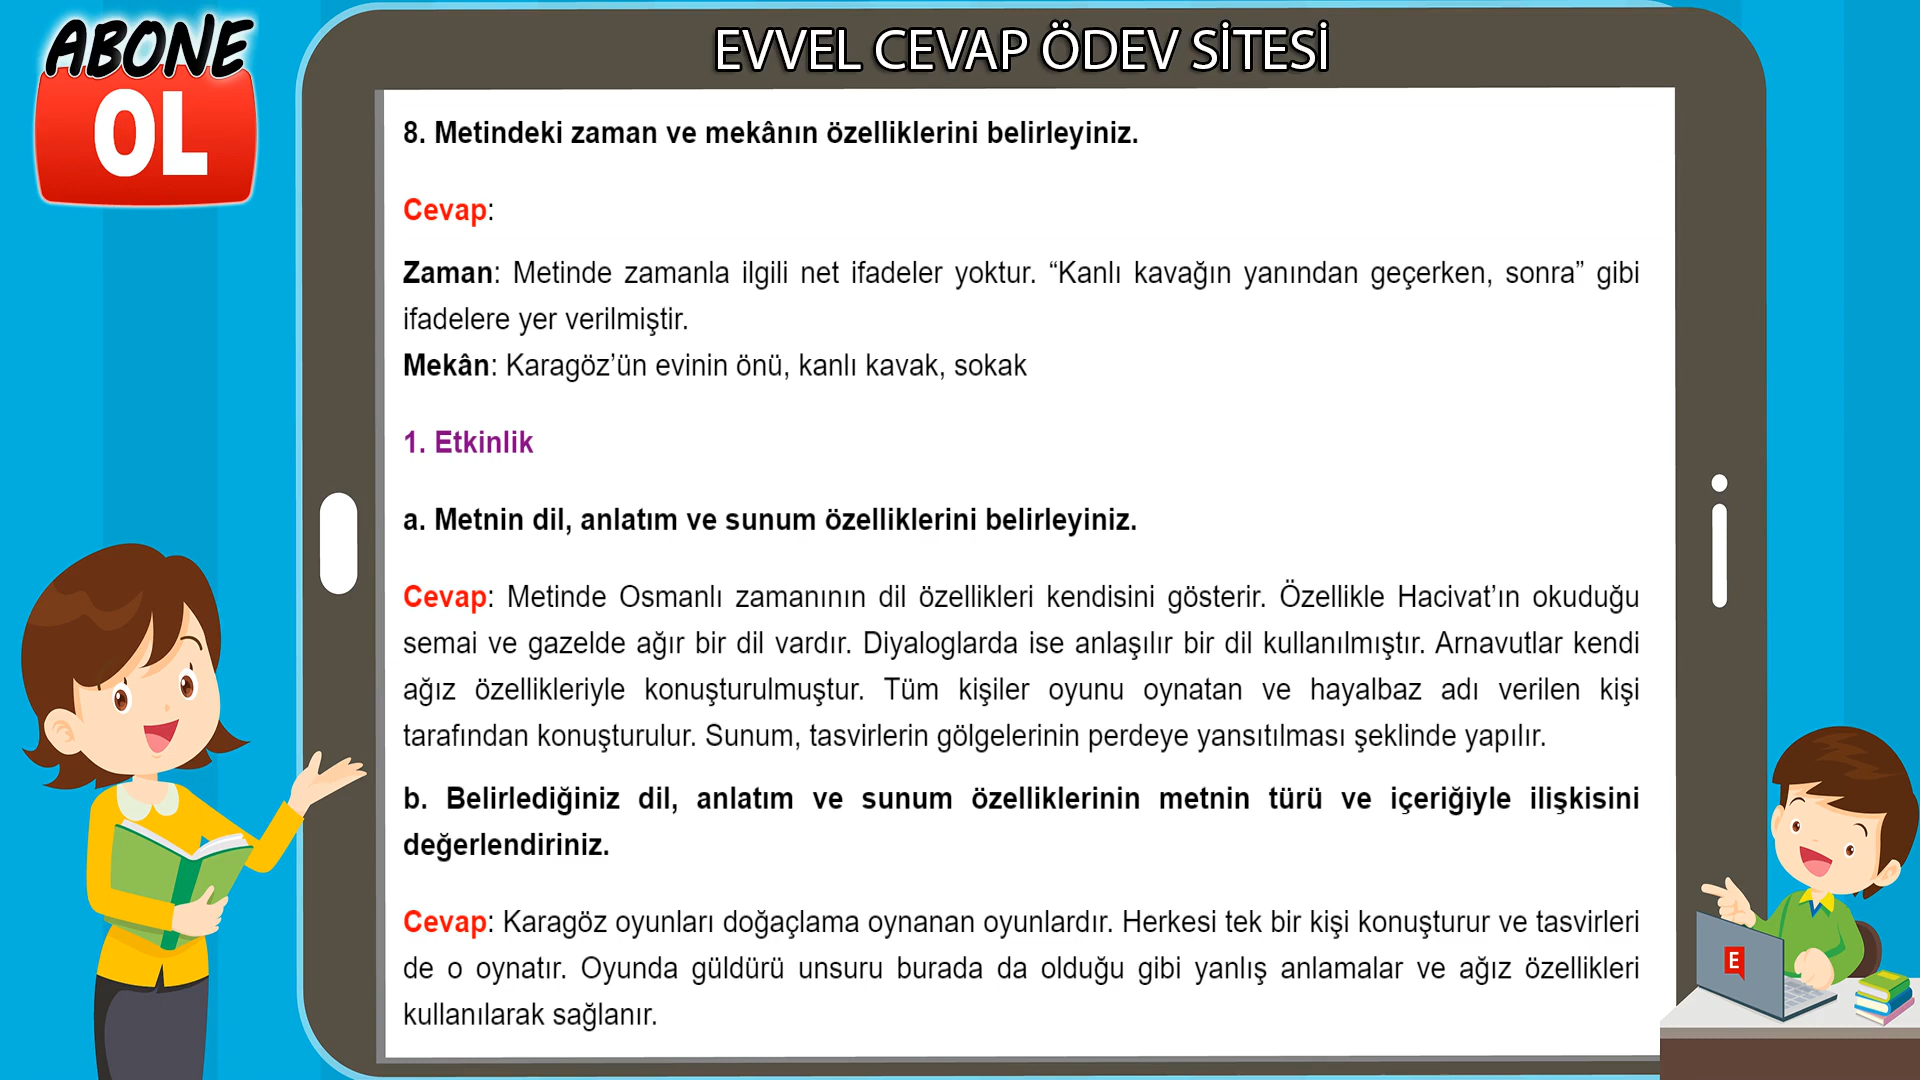 ABONE
OL
EVVEL CEVAP ÖDEV SİTESİ
8. Metindeki zaman ve mekânın özelliklerini belirleyiniz.
Cevap:
Zaman: Metinde zamanla ilgili net ifadeler yoktur. “Kanlı kavağın yanından geçerken, sonra” gibi
ifadelere yer verilmiştir.
Mekân: Karagöz’ün evinin önü, kanlı kavak, sokak
1. Etkinlik
a. Metnin dil, anlatım ve sunum özelliklerini belirleyiniz.
Cevap: Metinde Osmanlı zamanının dil özellikleri kendisini gösterir. Özellikle Hacivat’ın okuduğu
semai ve gazelde ağır bir dil vardır. Diyaloglarda ise anlaşılır bir dil kullanılmıştır. Arnavutlar kendi
ağız özellikleriyle konuşturulmuştur. Tüm kişiler oyunu oynatan ve hayalbaz adı verilen kişi
tarafından konuşturulur. Sunum, tasvirlerin gölgelerinin perdeye yansıtılması şeklinde yapılır.
b. Belirlediğiniz dil, anlatım ve sunum özelliklerinin metnin türü ve içeriğiyle ilişkisini
değerlendiriniz.
Cevap: Karagöz oyunları doğaçlama oynanan oyunlardır. Herkesi tek bir kişi konuşturur ve tasvirleri
de o oynatır. Oyunda güldürü unsuru burada da olduğu gibi yanlış anlamalar ve ağız özellikleri
kullanılarak sağlanır.
E